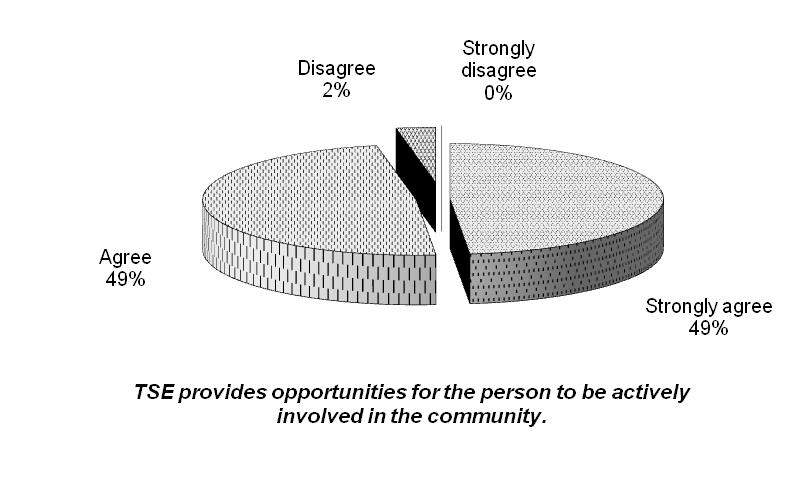 Strongly
disagree
0%
Disagree
2%
Agree
49%
Strongly agree
49%
TSE provides opportunities for the person to be actively
involved in the community.